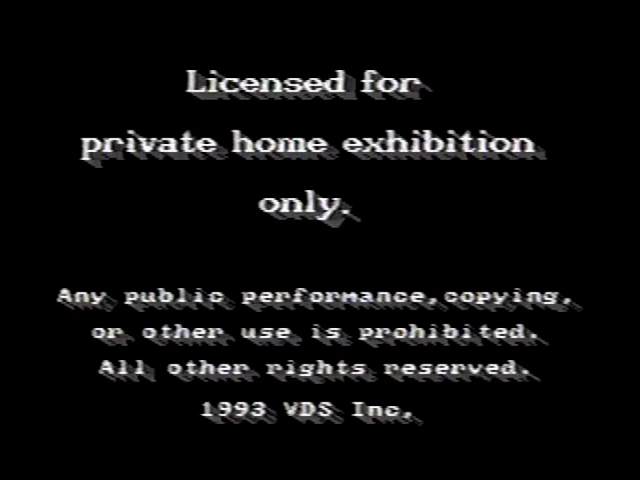 Licensed for
private home exhibition
only.
Any public performance,copying,
or other use is prohibited.
All other rights reserved.
1993 VDS Inc.